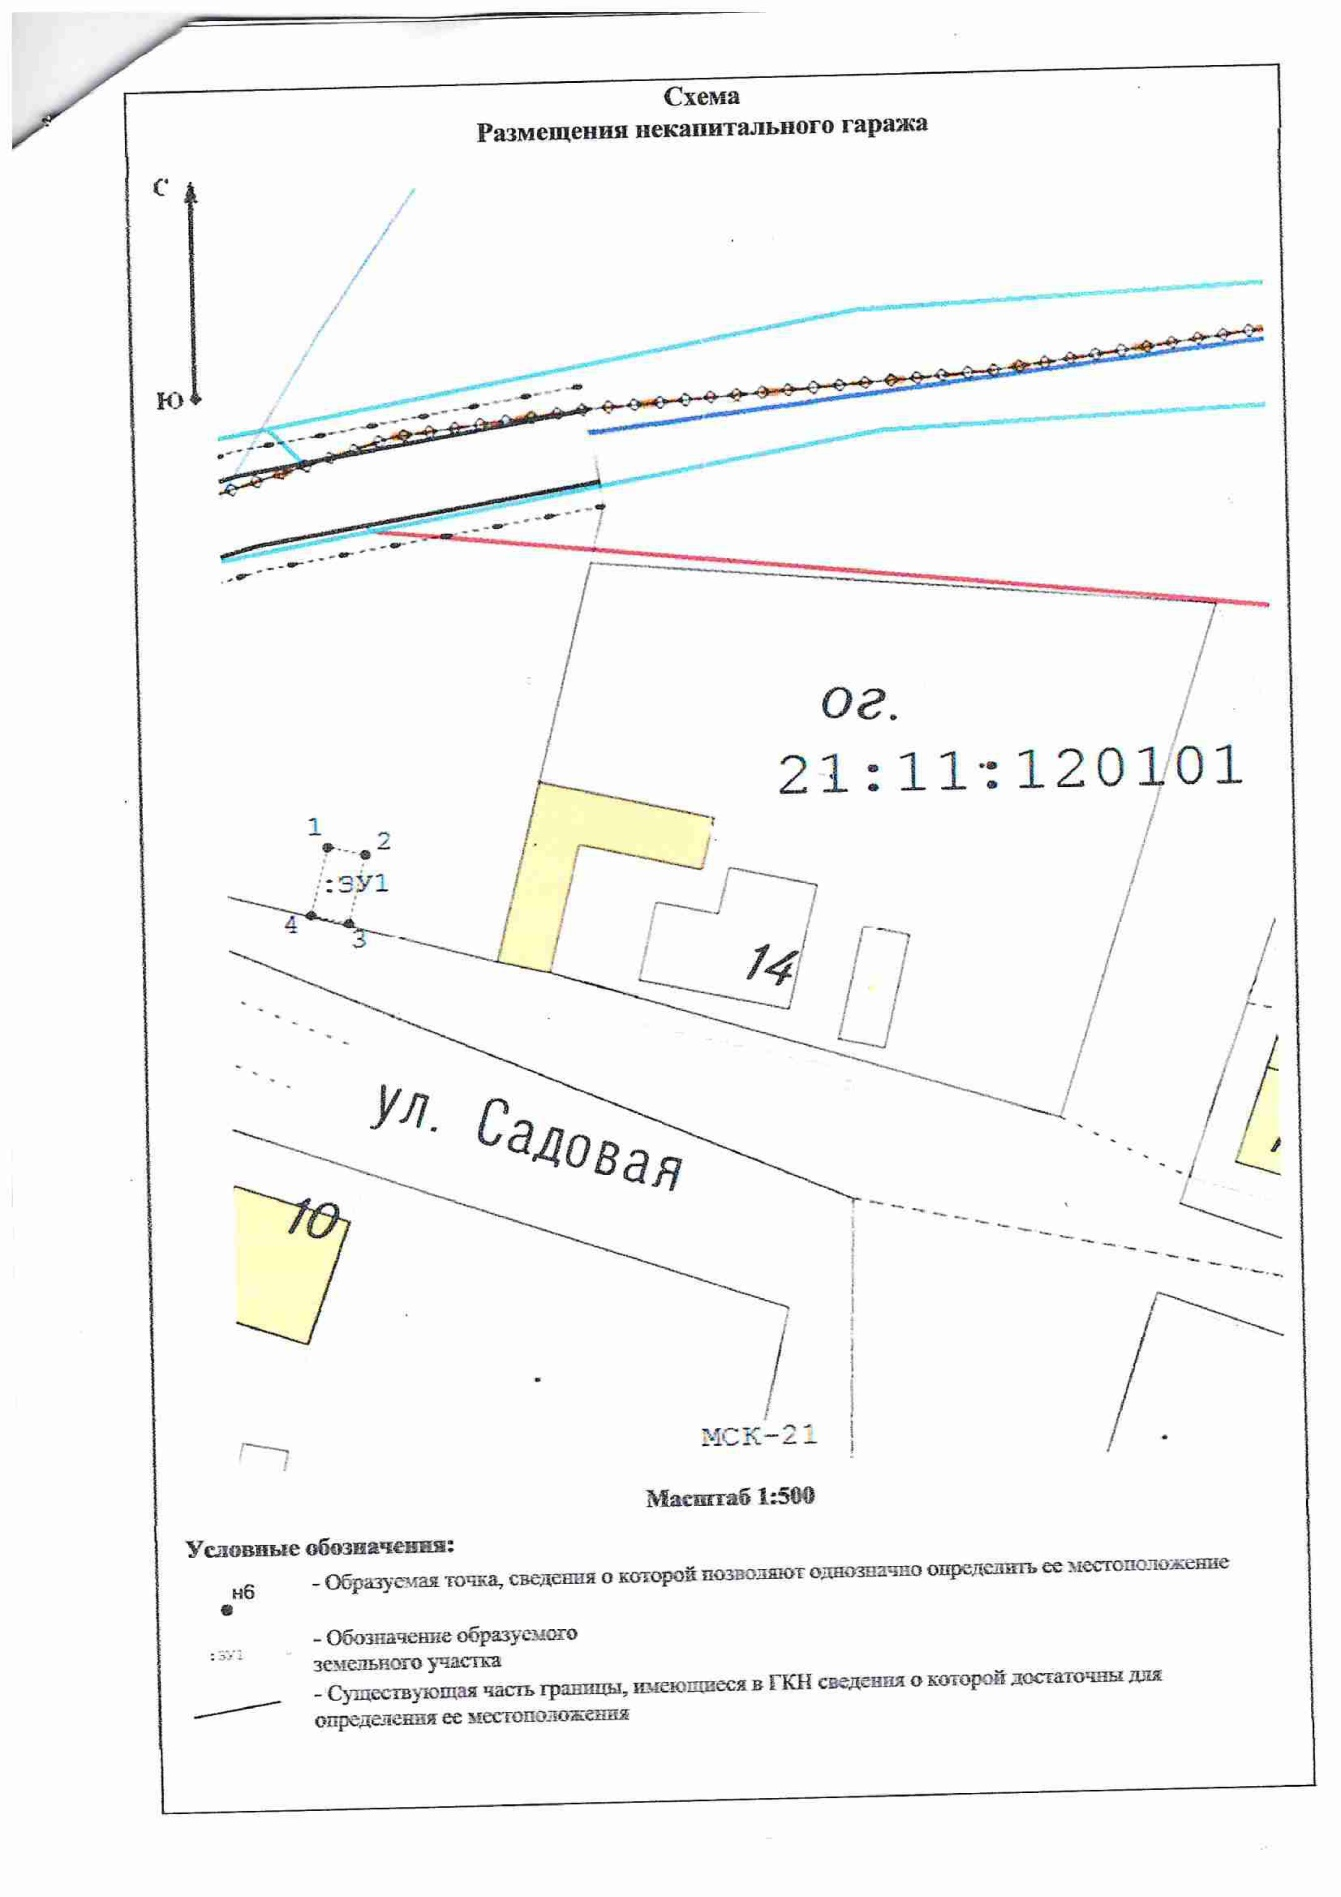 Схема
Размещения некапитального гаража
С
Ю
ог.
21:11:120101
1
2
:ЗУ1
4
3
14
ул. Садовая
10
МСК-21
Масштаб 1:500
Условные обозначения:
н6
- Образуемая точка, сведения о которой позволяют однозначно определить ее местоположение
:ЗУ1
- Обозначение образуемого
земельного участка
- Существующая часть границы, имеющиеся в ГКН сведения о которой достаточны для
определения ее местоположения